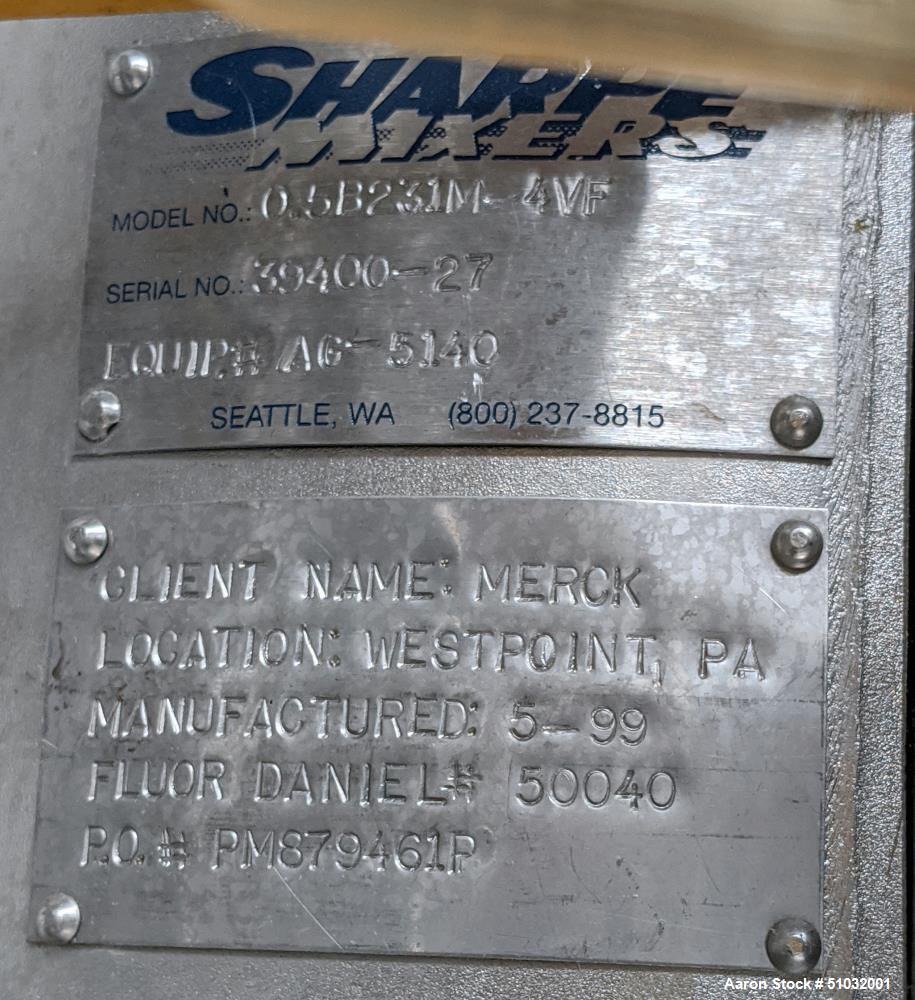 SHARPE
MIXERS
MODEL NO.: 0.5B231M-4VF
SERIAL NO.: 39400-27
EQUIP.# AG-5140
SEATTLE, WA (800) 237-8815
CLIENT NAME: MERCK
LOCATION: WESTPOINT, PA
MANUFACTURED: 5-99
FLUOR DANIEL# 50040
P.O.# PM879461P
Aaron Stock # 51032001